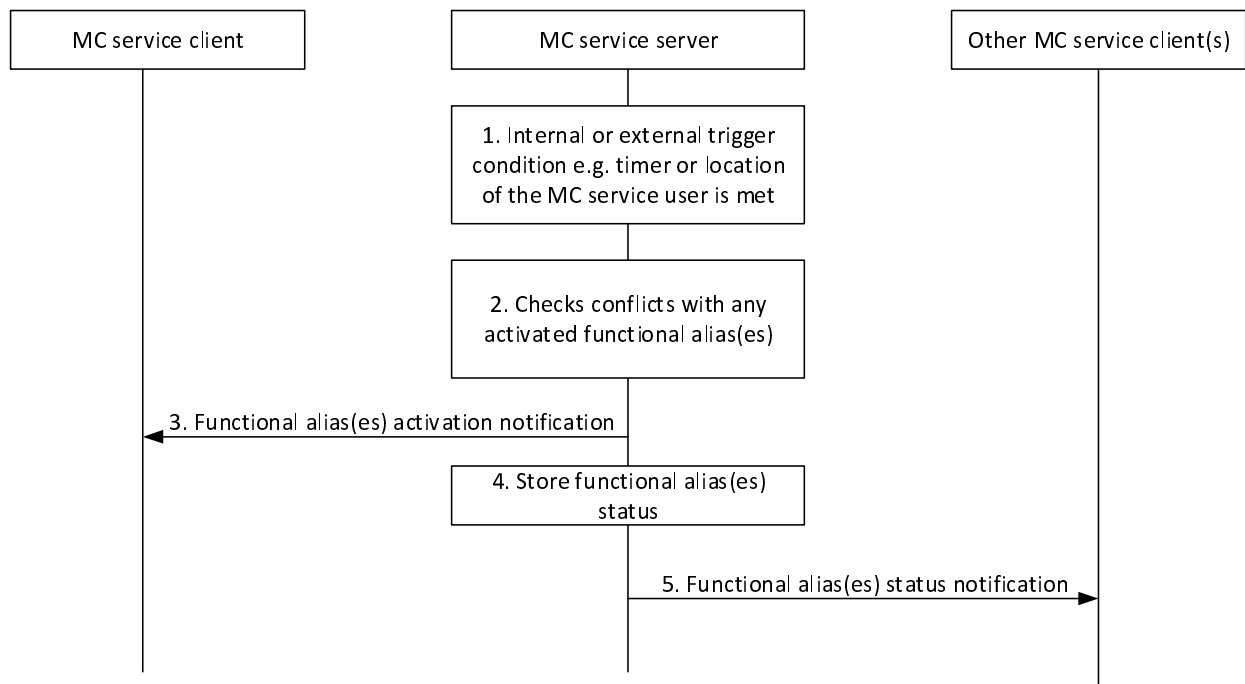 MC service client
MC service server
Other MC service client(s)
1. Internal or external trigger
condition e.g. timer or location
of the MC service user is met
2. Checks conflicts with any
activated functional alias(es)
3. Functional alias(es) activation notification
4. Store functional alias(es)
status
5. Functional alias(es) status notification